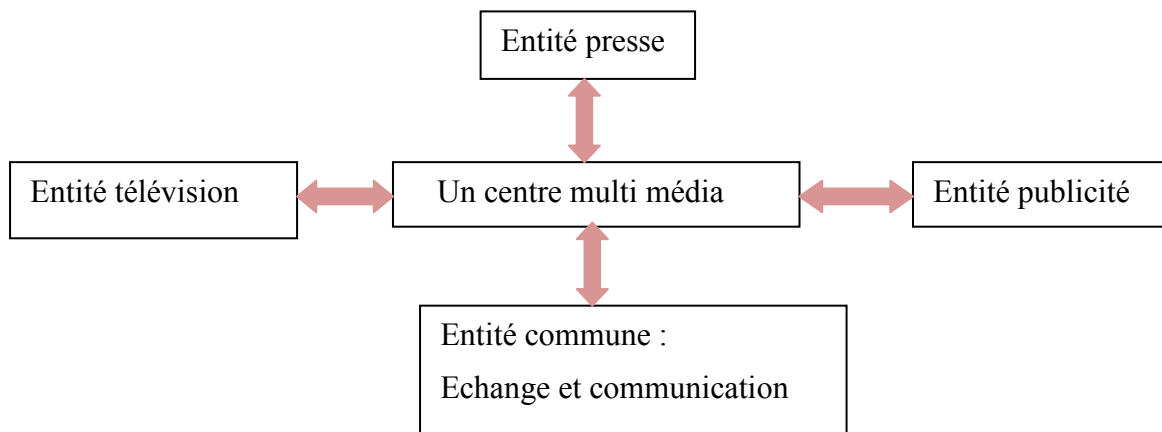 Entité presse
Entité télévision
Un centre multi média
Entité publicité
Entité commune :
Echange et communication